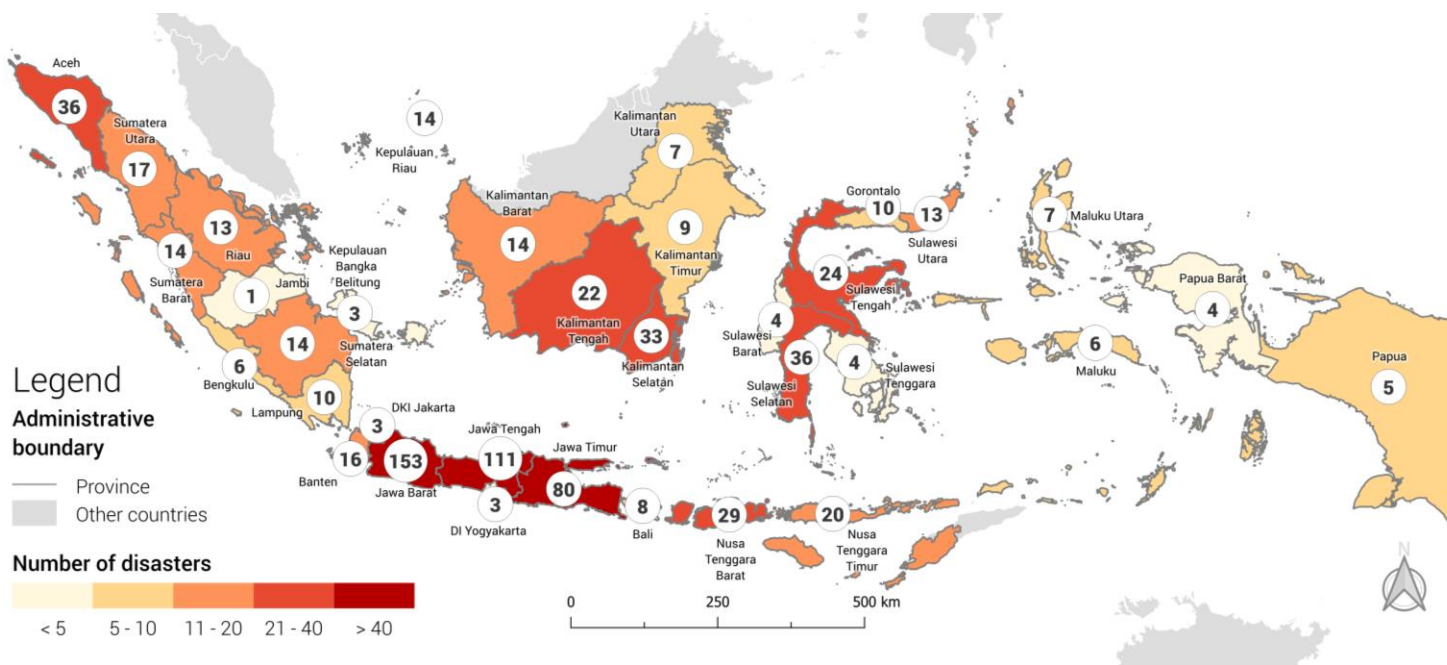 Aceh
36
Sumatera
Utara
17
14
Kepulauan
Riau
13
Riau
14
Sumatera
Barat
1
Jambi
Kepulauan
Bangka
Belitung
3
14
Sumatera
Selatan
6
Bengkulu
10
Lampung
Kalimantan
Utara
7
Kalimantan
Barat
14
9
Kalimantan
Timur
22
Kalimantan
Tengah
33
Kalimantan
Selatan
Gorontalo
10
13
Sulawesi
Utara
24
Sulawesi
Tengah
4
Sulawesi
Barat
36
Sulawesi
Selatan
4
Sulawesi
Tenggara
7
Maluku Utara
6
Maluku
Papua Barat
4
Papua
5
DKI Jakarta
3
16
Banten
153
Jawa Barat
Jawa Tengah
111
3
DI Yogyakarta
Jawa Timur
80
8
Bali
29
Nusa
Tenggara
Barat
20
Nusa
Tenggara
Timur
Legend
Administrative
boundary
Province
Other countries
Number of disasters
< 5
5 - 10
11 - 20
21 - 40
> 40
0
250
500 km
N